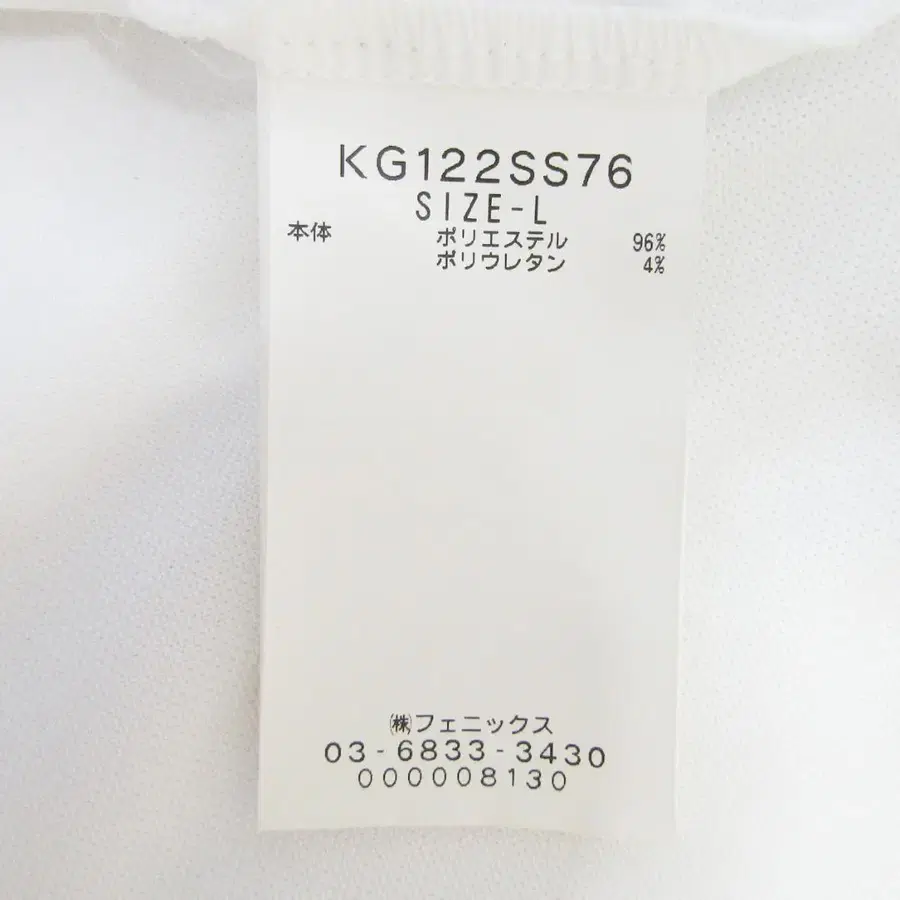 KG122SS76
SIZE-L
本体 ポリエステル 96%
ポリウレタン 4%
㈱フェニックス
03-6833-3430
000008130